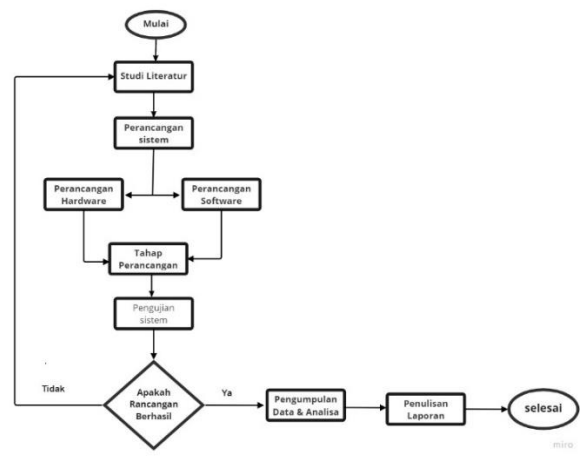 Mulai
Studi Literatur
Perancangan
sistem
Perancangan
Hardware
Perancangan
Software
Tahap
Perancangan
Pengujian
sistem
Apakah
Rancangan
Berhasil
Tidak
Ya
Pengumpulan
Data & Analisa
Penulisan
Laporan
selesai
miro